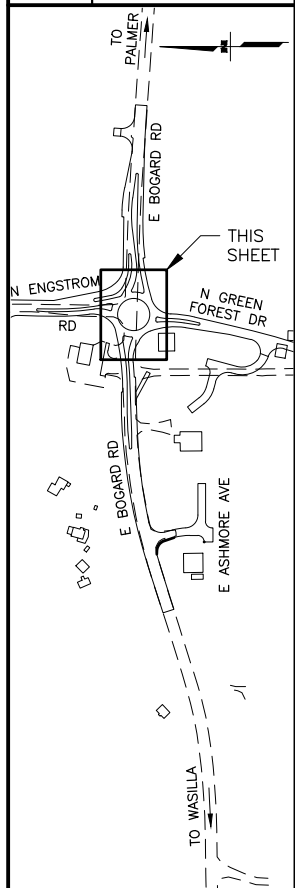 TO
PALMER
E BOGARD RD
THIS
SHEET
N ENGSTROM
RD
N GREEN
FOREST DR
E BOGARD RD
E ASHMORE AVE
TO WASILLA